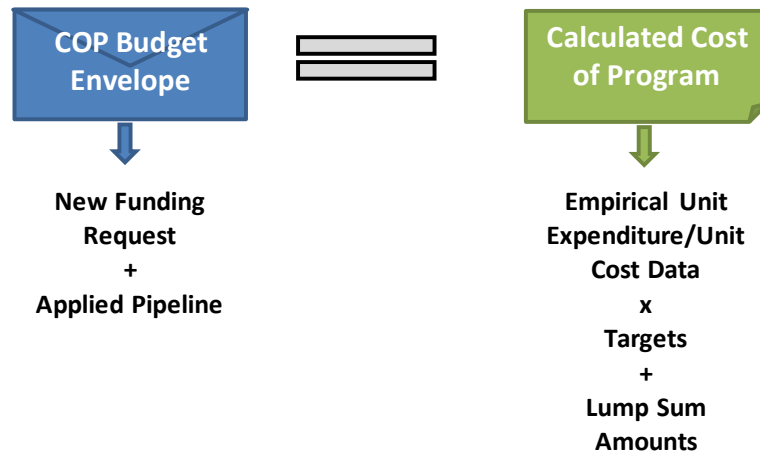 COP Budget
Envelope
Calculated Cost
of Program
New Funding
Request
+
Applied Pipeline
Empirical Unit
Expenditure/Unit
Cost Data
x
Targets
+
Lump Sum
Amounts